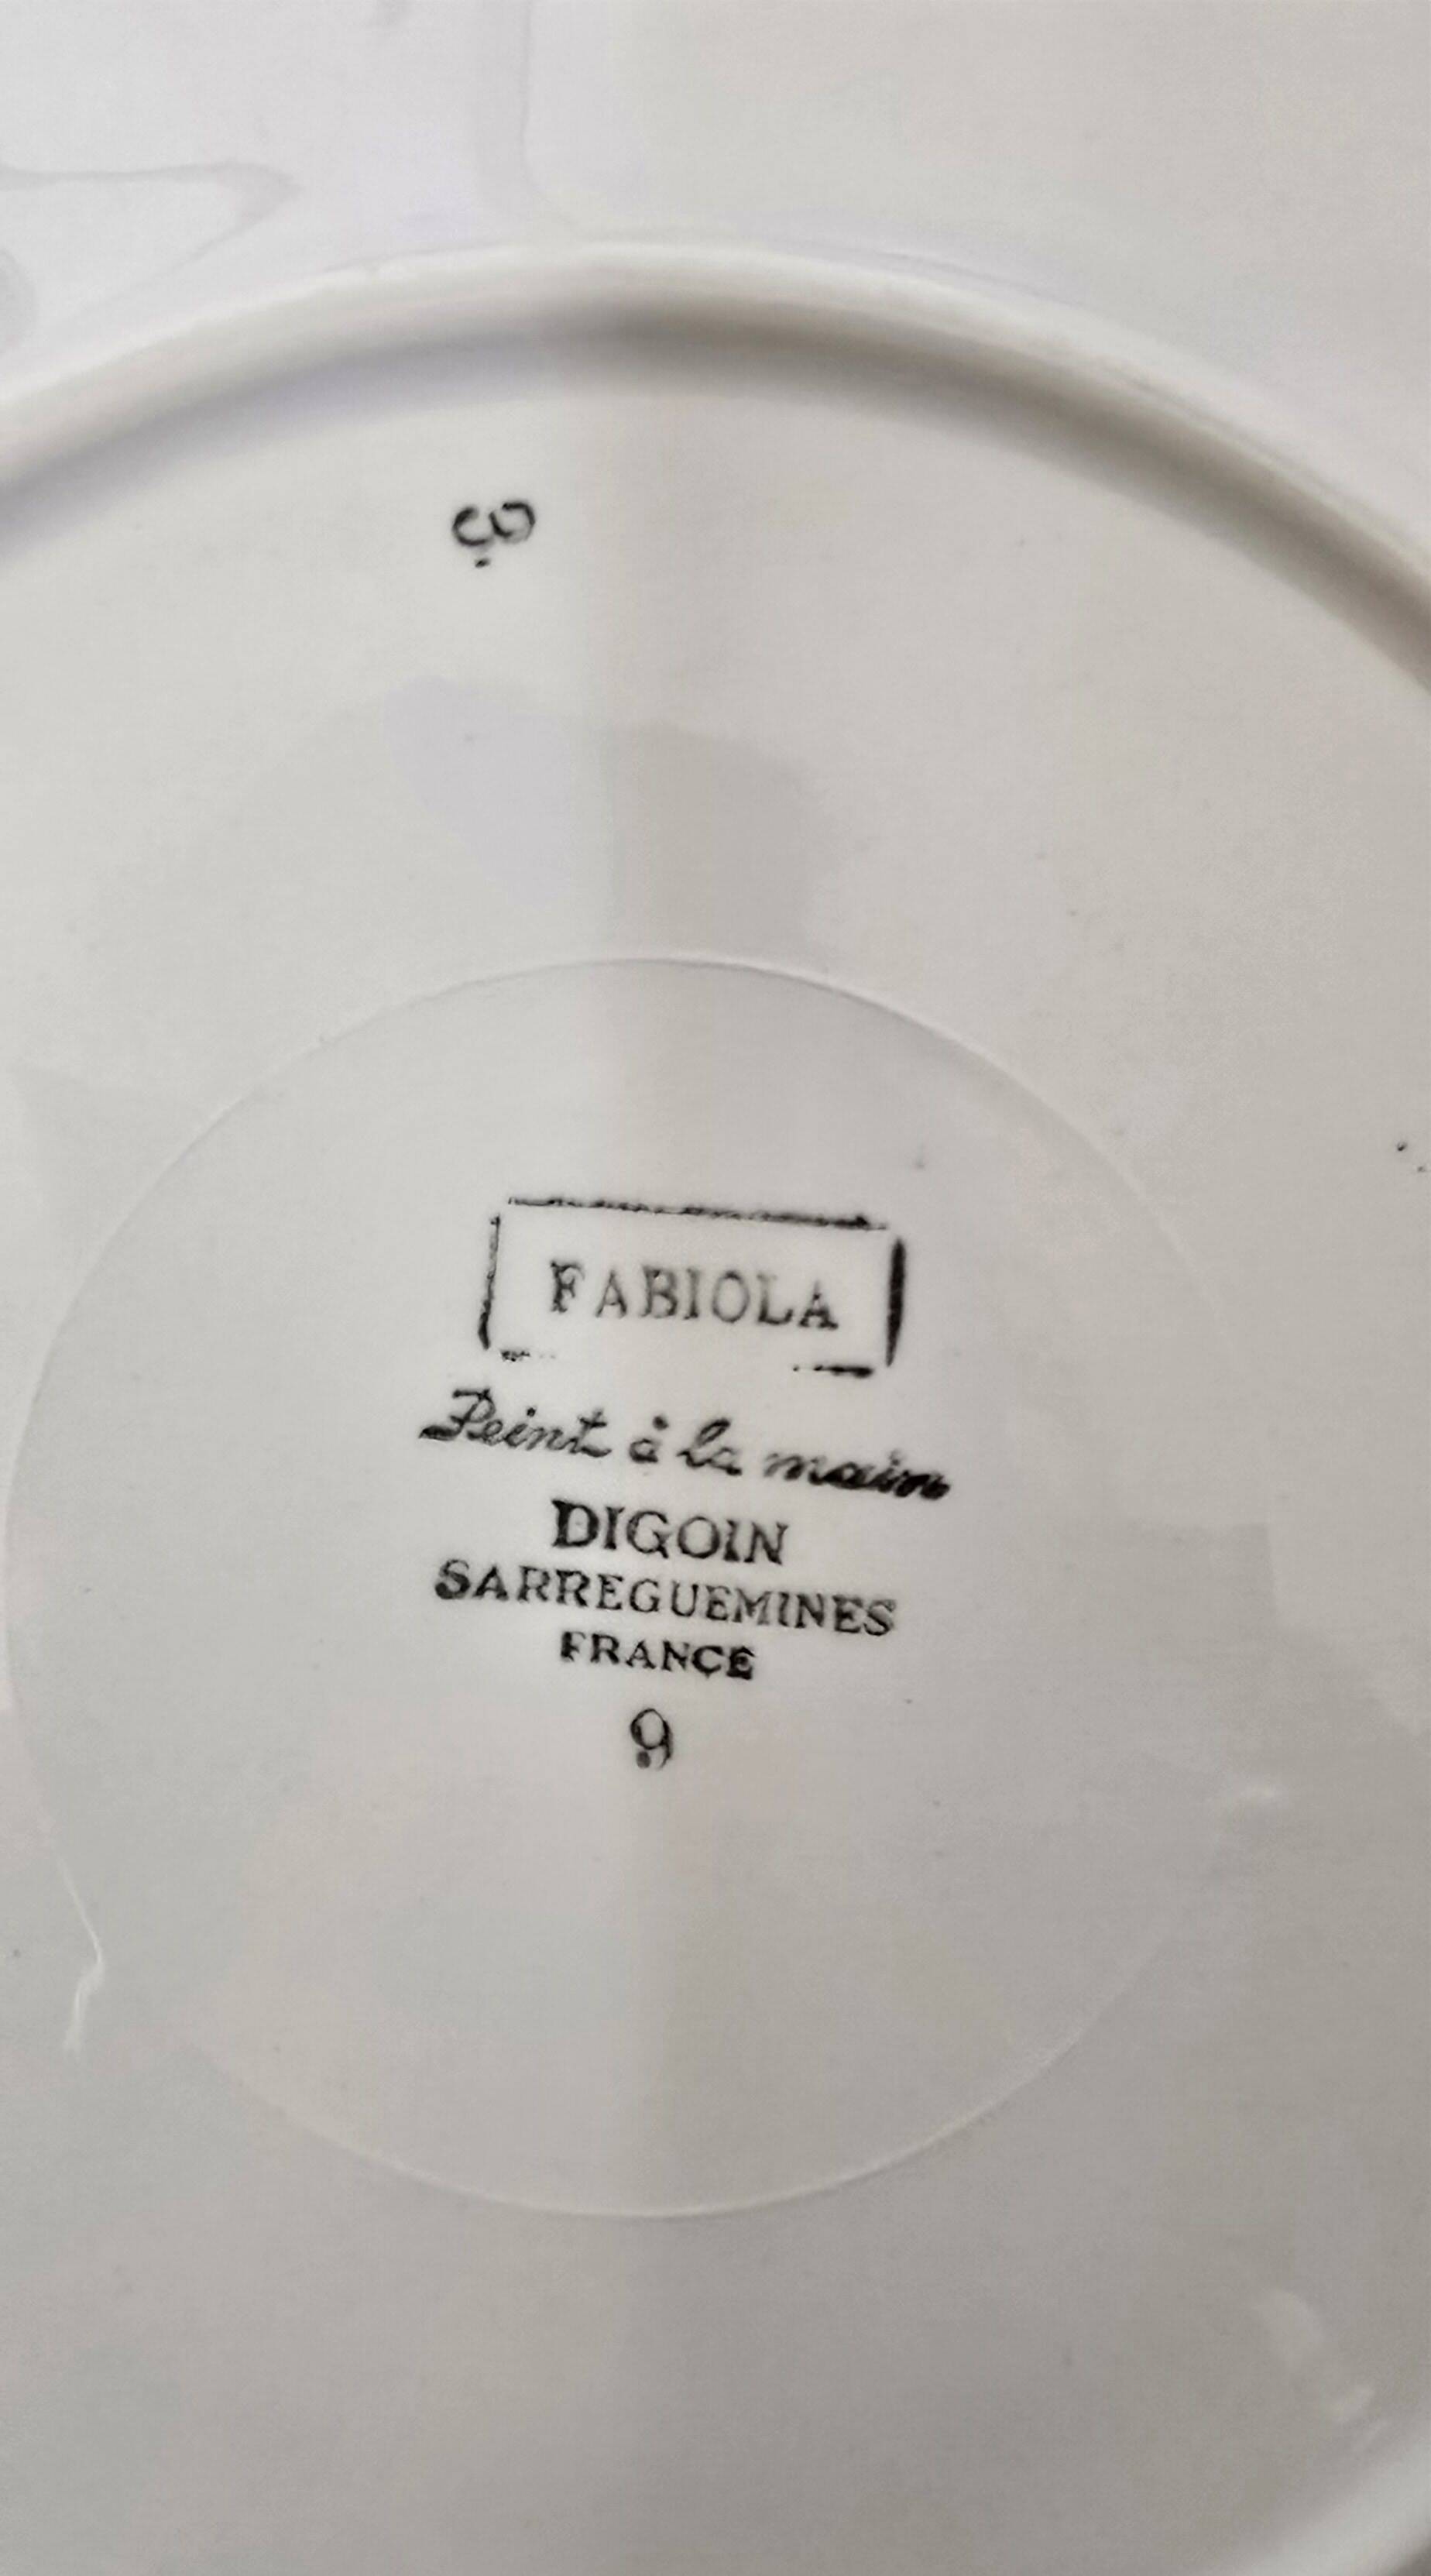 FABIOLA
Peint à la main
DIGOIN
SARREGUEMINES
FRANCE
9